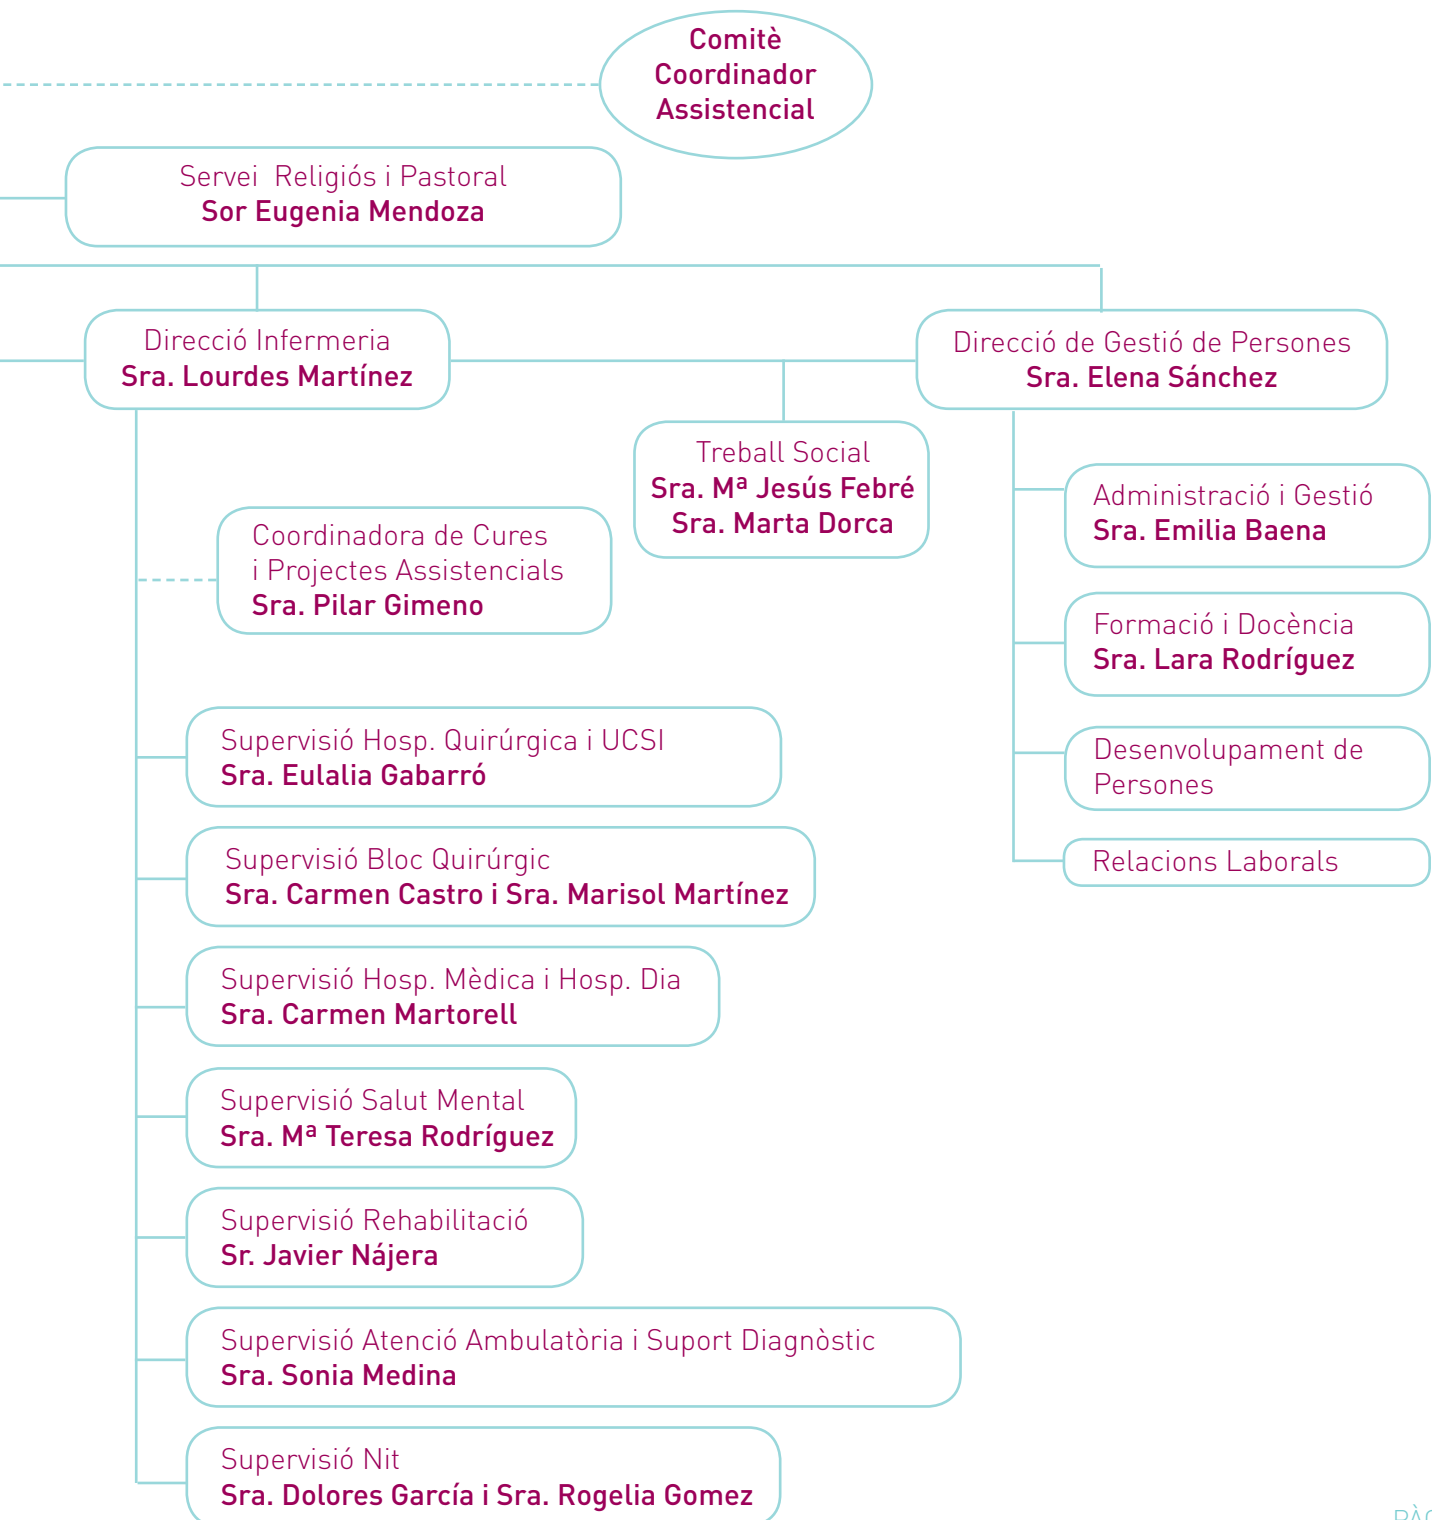 Comitè
Coordinador
Assistencial
Servei Religiós i Pastoral
Sor Eugenia Mendoza
Direcció Infermeria
Sra. Lourdes Martínez
Direcció de Gestió de Persones
Sra. Elena Sánchez
Treball Social
Sra. Mª Jesús Febré
Sra. Marta Dorca
Administració i Gestió
Sra. Emilia Baena
Coordinadora de Cures
i Projectes Assistencials
Sra. Pilar Gimeno
Formació i Docència
Sra. Lara Rodríguez
Supervisió Hosp. Quirúrgica i UCSI
Sra. Eulalia Gabarró
Desenvolupament de
Persones
Supervisió Bloc Quirúrgic
Sra. Carmen Castro i Sra. Marisol Martínez
Relacions Laborals
Supervisió Hosp. Mèdica i Hosp. Dia
Sra. Carmen Martorell
Supervisió Salut Mental
Sra. Mª Teresa Rodríguez
Supervisió Rehabilitació
Sr. Javier Nájera
Supervisió Atenció Ambulatòria i Suport Diagnòstic
Sra. Sonia Medina
Supervisió Nit
Sra. Dolores García i Sra. Rogelia Gomez